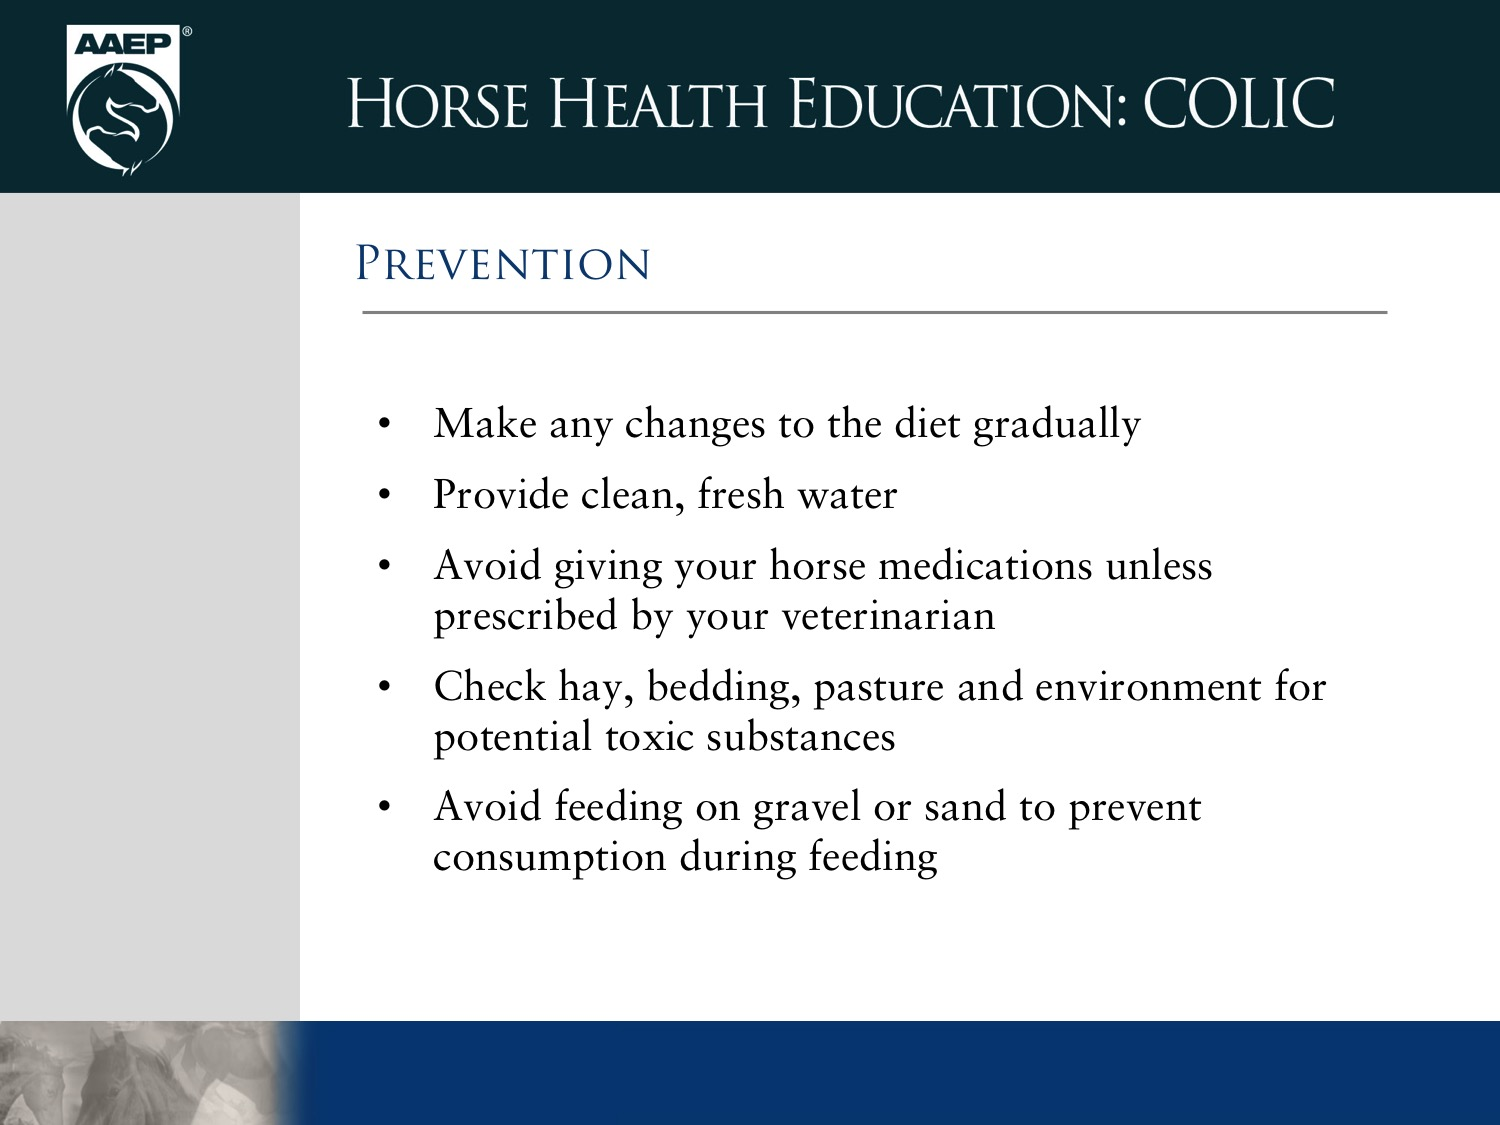 AAEP®
HORSE HEALTH EDUCATION: COLIC
PREVENTION
• Make any changes to the diet gradually
• Provide clean, fresh water
• Avoid giving your horse medications unless
prescribed by your veterinarian
• Check hay, bedding, pasture and environment for
potential toxic substances
• Avoid feeding on gravel or sand to prevent
consumption during feeding